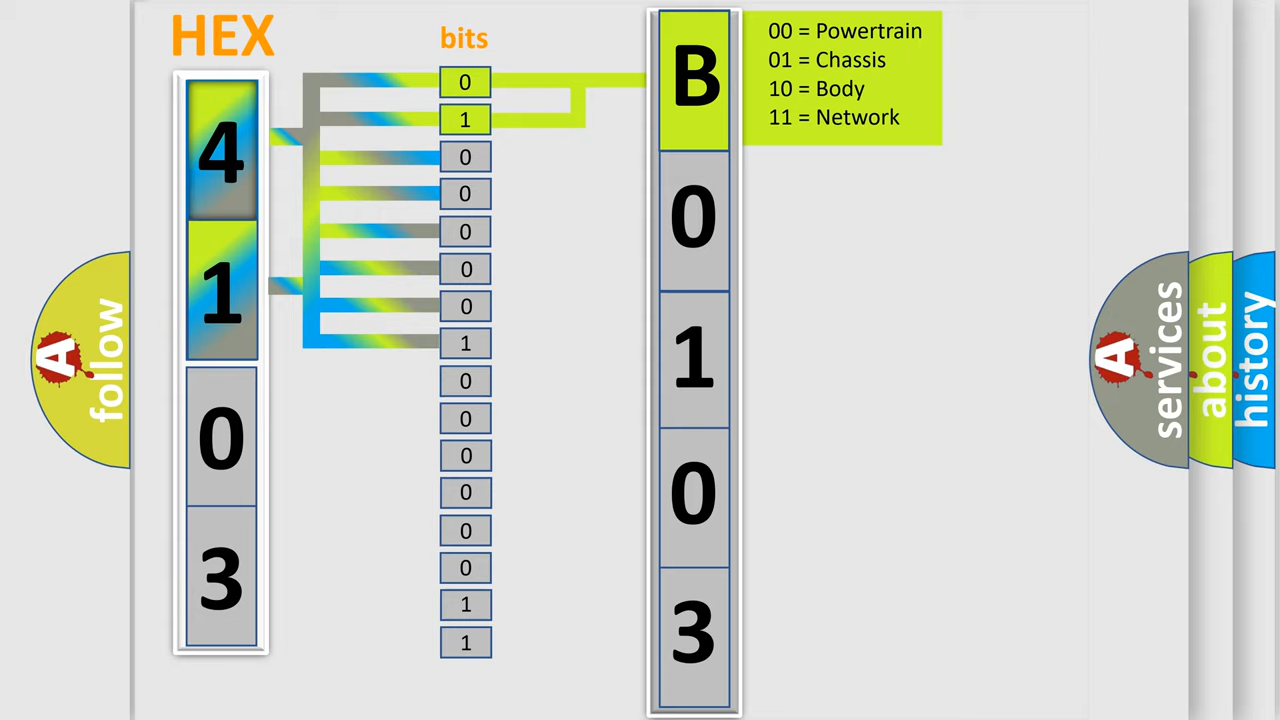 HEX
bits
4
1
0
3
0
1
0
0
0
0
0
1
0
0
0
0
0
0
1
1
B
0
1
0
3
00 = Powertrain
01 = Chassis
10 = Body
11 = Network
A
follow
A
services
about
history